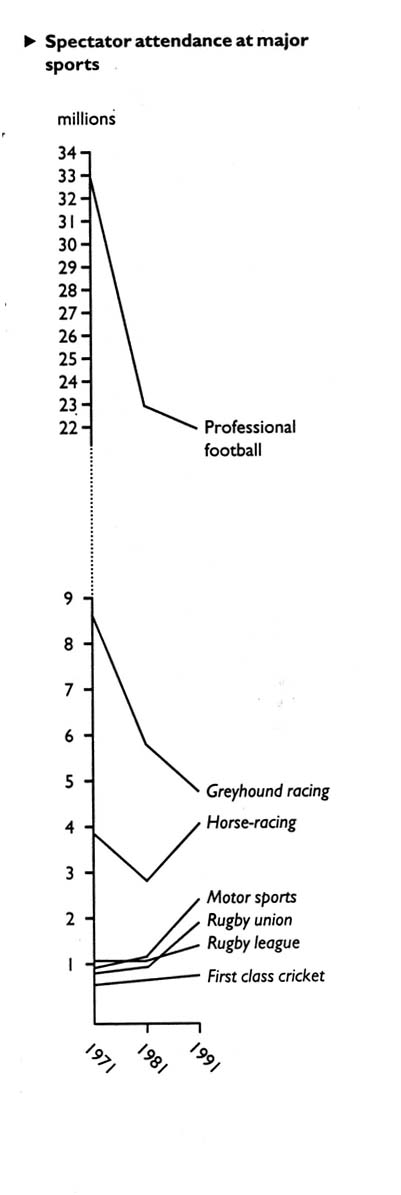 ► Spectator attendance at major
sports
millions
34
33
32
31
30
29
28
27
26
25
24
23
22
Professional
football
9
8
7
6
5
4
3
2
1
Greyhound racing
Horse-racing
Motor sports
Rugby union
Rugby league
First class cricket
1971
1981
1991